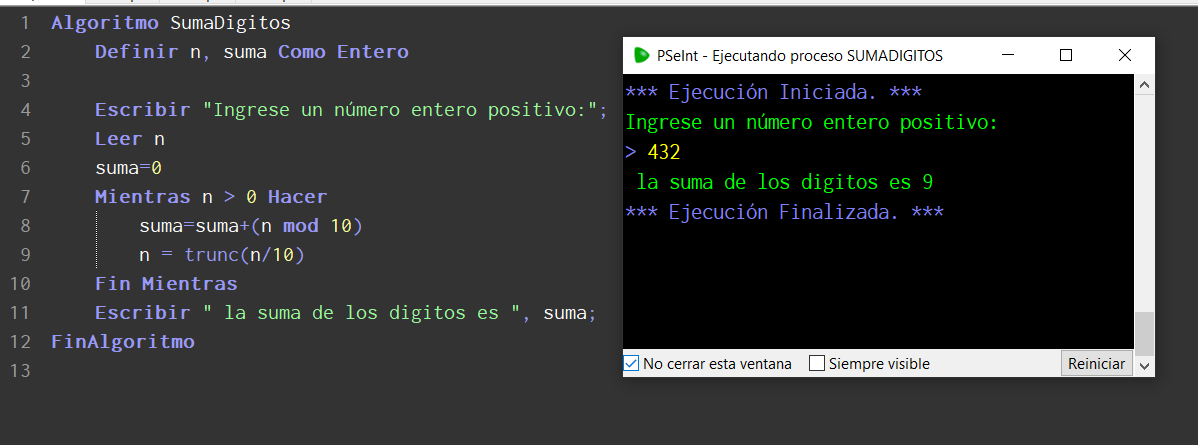 1 Algoritmo SumaDigitos
2 Definir n, suma Como Entero
3
4 Escribir "Ingrese un número entero positivo:";
5 Leer n
6 suma=0
7 Mientras n > 0 Hacer
8 suma=suma+(n mod 10)
9 n = trunc(n/10)
10 Fin Mientras
11 Escribir " la suma de los digitos es ", suma;
12 FinAlgoritmo
13
PSeInt - Ejecutando proceso SUMADIGITOS
*** Ejecución Iniciada. ***
Ingrese un número entero positivo:
> 432
la suma de los digitos es 9
*** Ejecución Finalizada. ***
No cerrar esta ventana Siempre visible Reiniciar